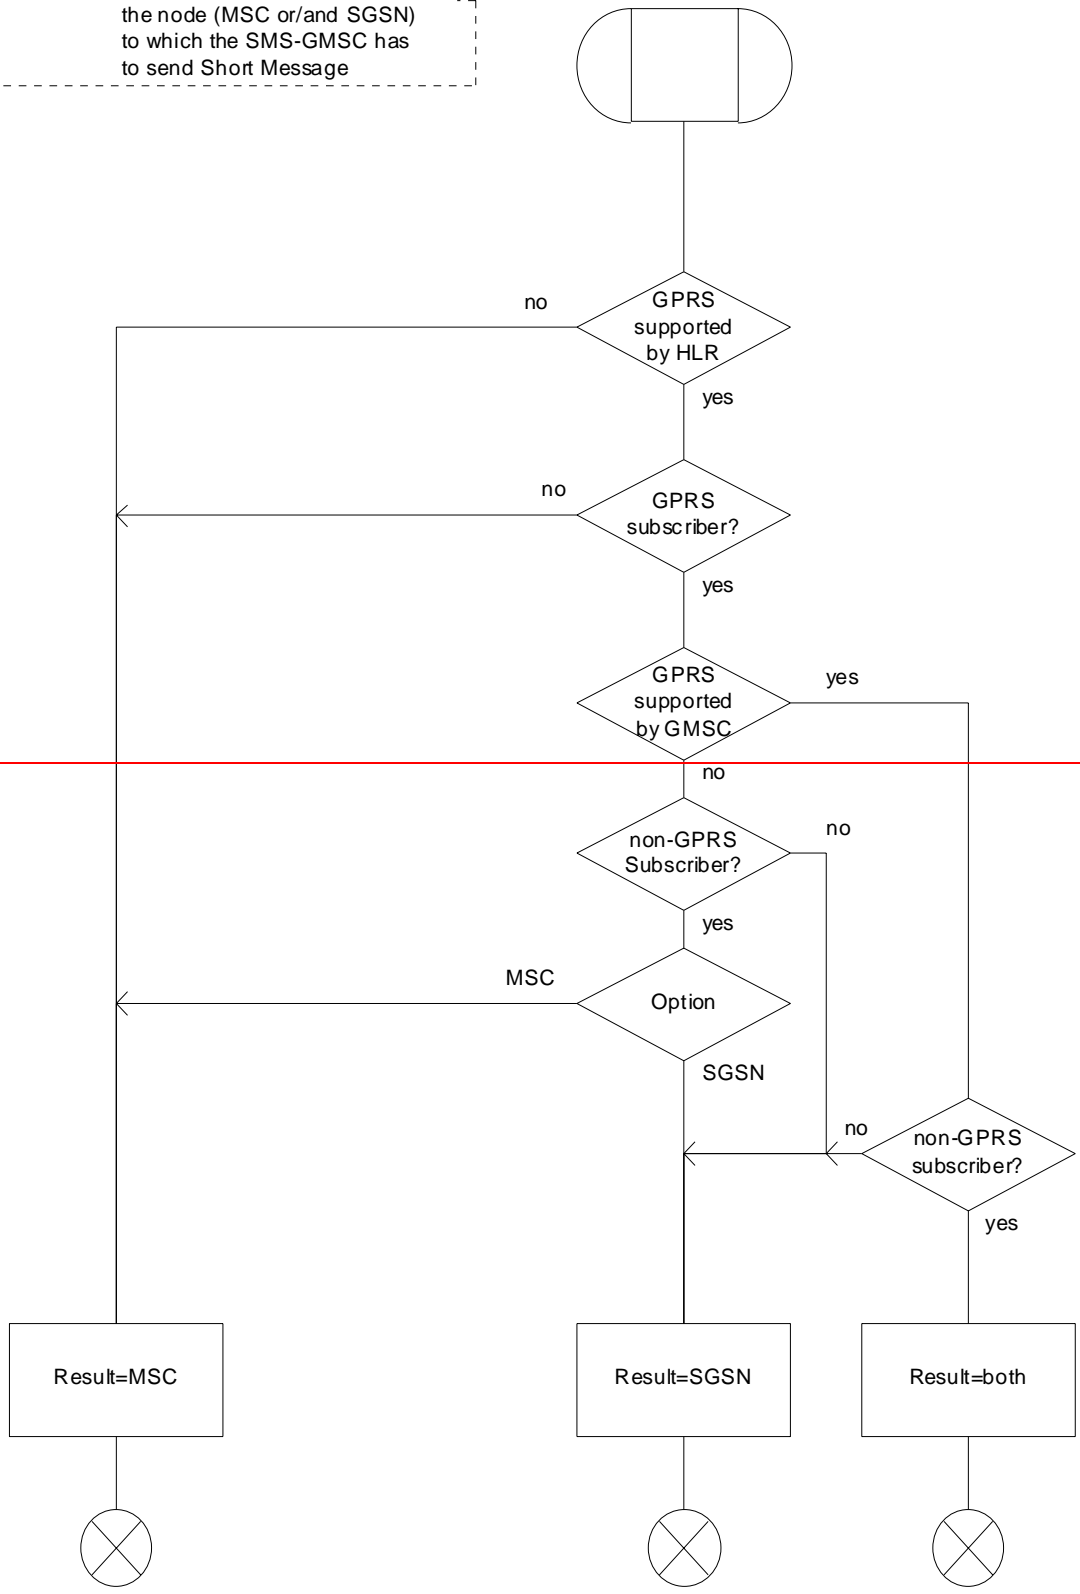 the node (MSC or/and SGSN)
to which the SMS-GMSC has
to send Short Message
no
GPRS
supported
by HLR
yes
no
GPRS
subscriber?
yes
GPRS
supported
by GMSC
yes
no
non-GPRS
Subscriber?
no
yes
MSC
Option
SGSN
no
non-GPRS
subscriber?
yes
Result=MSC
Result=SGSN
Result=both